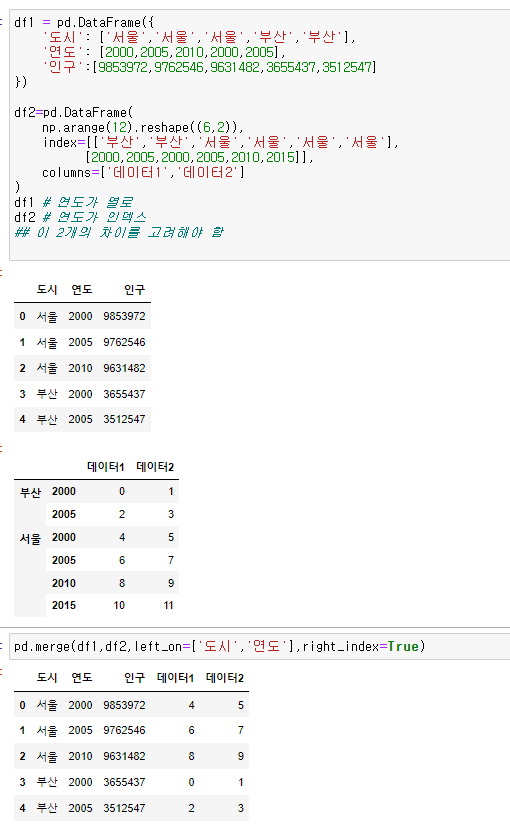 df1 = pd.DataFrame({
    '도시': ['서울','서울','서울','부산','부산'],
    '연도': [2000,2005,2010,2000,2005],
    '인구':[9853972,9762546,9631482,3655437,3512547]
})
df2=pd.DataFrame(
    np.arange(12).reshape((6,2)),
    index=[['부산','부산','서울','서울','서울','서울'],
          [2000,2005,2000,2005,2010,2015]],
    columns=['데이터1','데이터2']
)
df1 # 연도가 열로
df2 # 연도가 인덱스
## 이 2개의 차이를 고려해야 함
도시 연도 인구
0 서울 2000 9853972
1 서울 2005 9762546
2 서울 2010 9631482
3 부산 2000 3655437
4 부산 2005 3512547
데이터1 데이터2
부산 2000 0 1
2005 2 3
서울 2000 4 5
2005 6 7
2010 8 9
2015 10 11
pd.merge(df1,df2,left_on=['도시','연도'],right_index=True)
도시 연도 인구 데이터1 데이터2
0 서울 2000 9853972 4 5
1 서울 2005 9762546 6 7
2 서울 2010 9631482 8 9
3 부산 2000 3655437 0 1
4 부산 2005 3512547 2 3